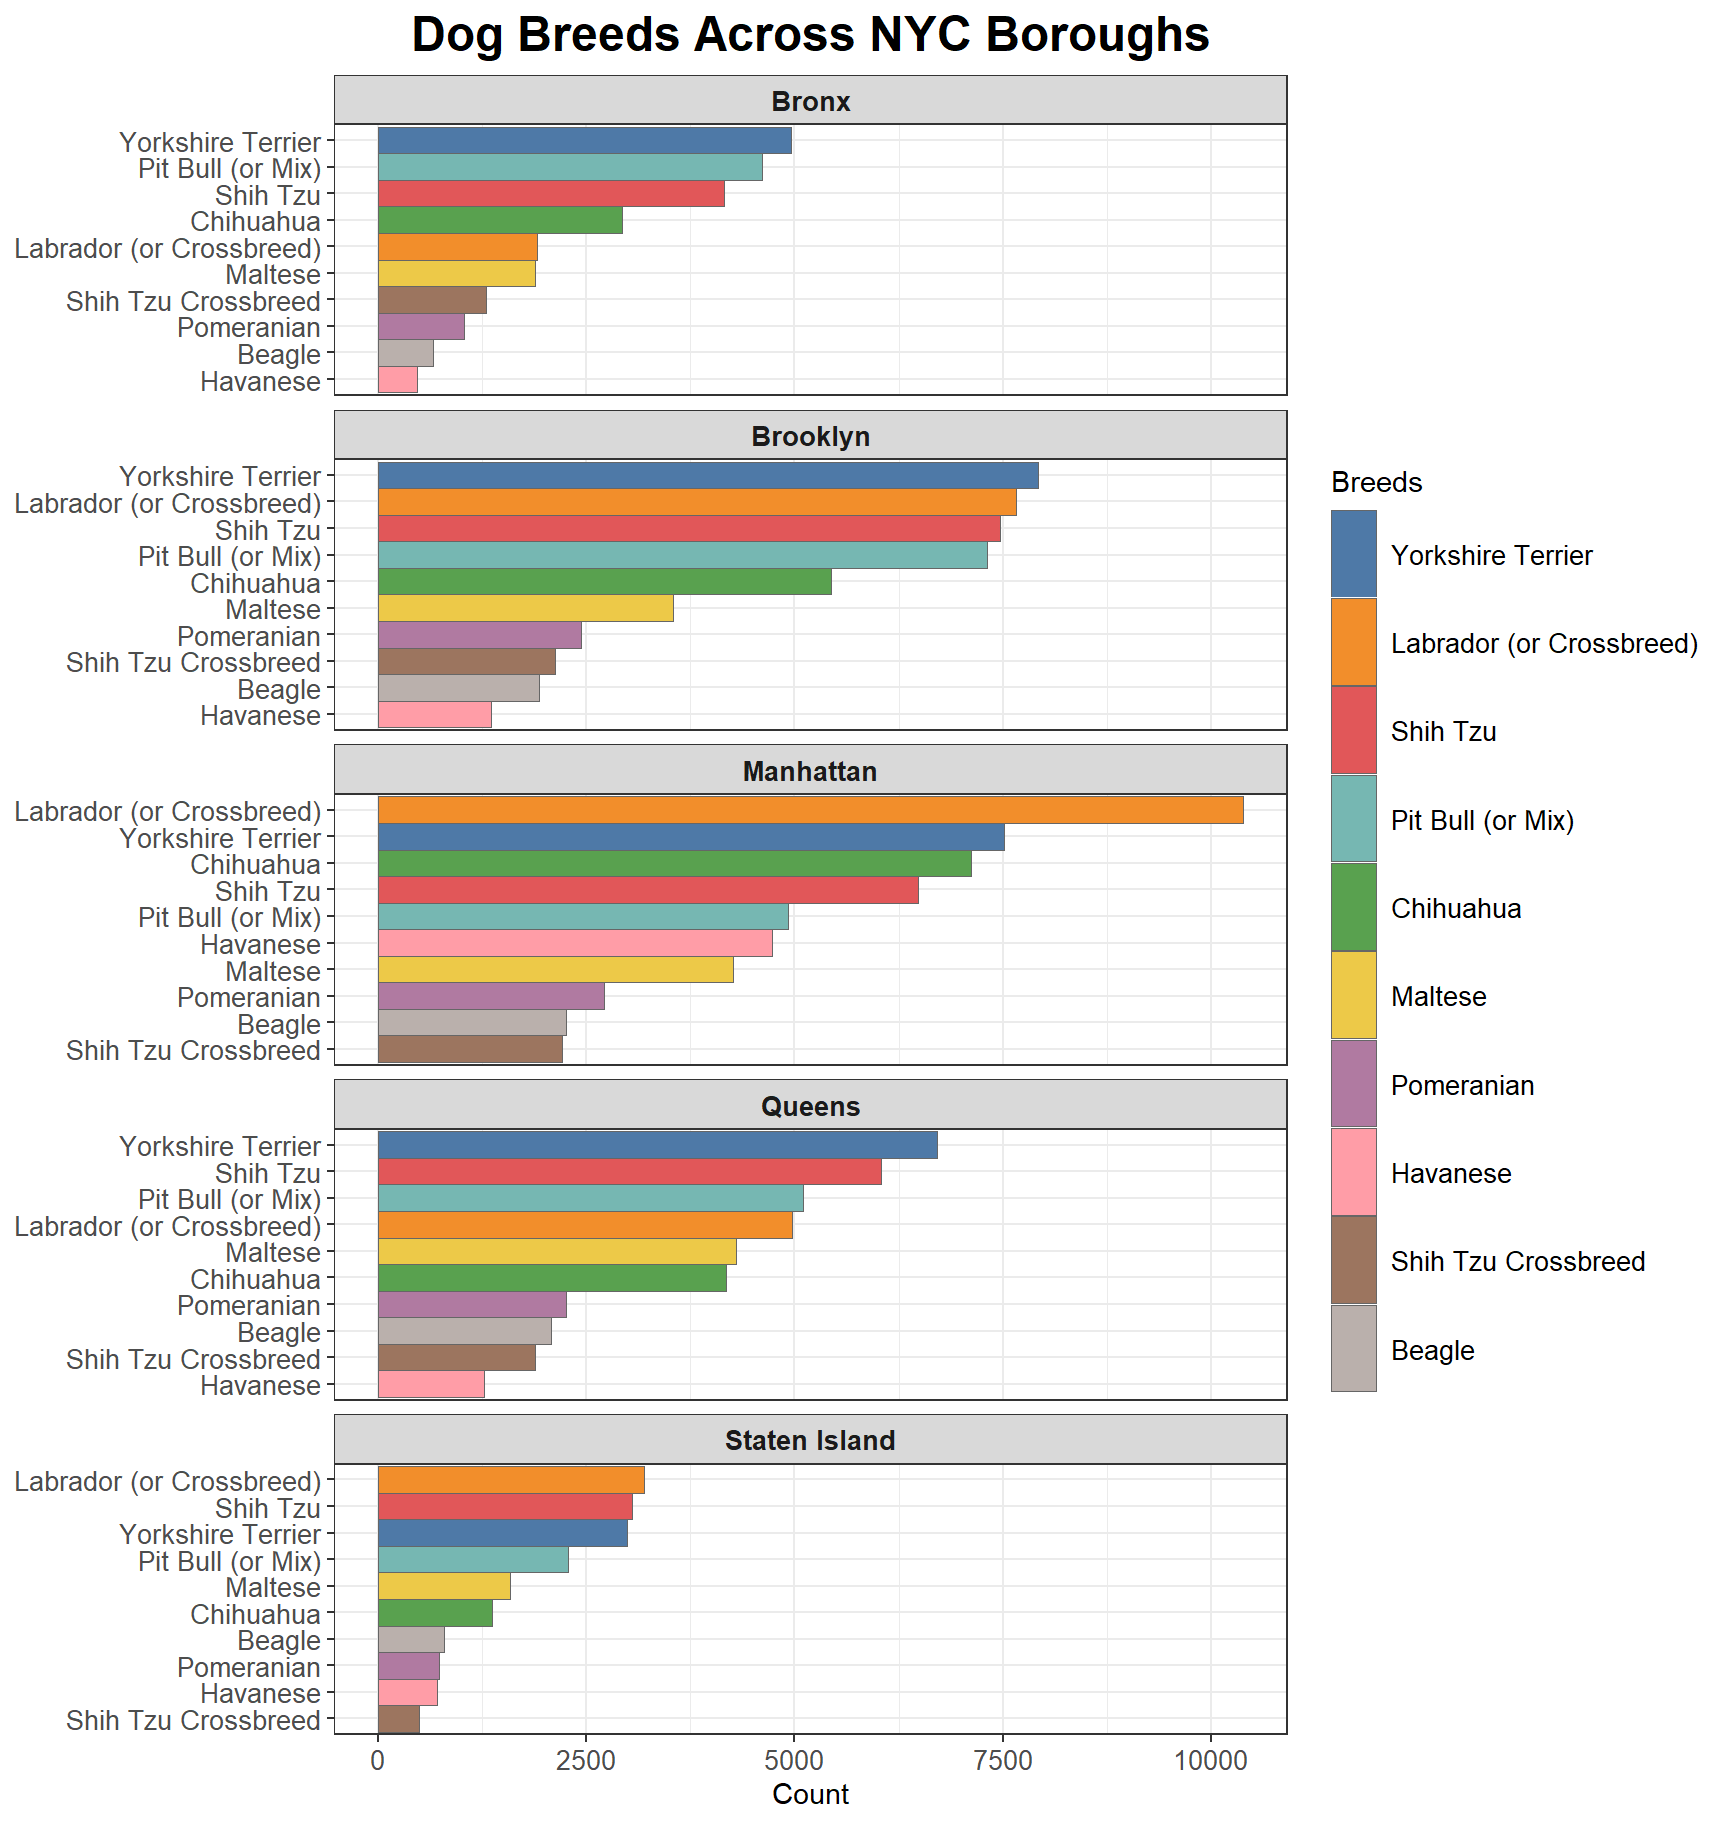 Dog Breeds Across NYC Boroughs
Bronx
Yorkshire Terrier
Pit Bull (or Mix)
Shih Tzu
Chihuahua
Labrador (or Crossbreed)
Maltese
Shih Tzu Crossbreed
Pomeranian
Beagle
Havanese
Brooklyn
Yorkshire Terrier
Labrador (or Crossbreed)
Shih Tzu
Pit Bull (or Mix)
Chihuahua
Maltese
Pomeranian
Shih Tzu Crossbreed
Beagle
Havanese
Manhattan
Labrador (or Crossbreed)
Yorkshire Terrier
Chihuahua
Shih Tzu
Pit Bull (or Mix)
Havanese
Maltese
Pomeranian
Beagle
Shih Tzu Crossbreed
Queens
Yorkshire Terrier
Shih Tzu
Pit Bull (or Mix)
Labrador (or Crossbreed)
Maltese
Chihuahua
Pomeranian
Beagle
Shih Tzu Crossbreed
Havanese
Staten Island
Labrador (or Crossbreed)
Shih Tzu
Yorkshire Terrier
Pit Bull (or Mix)
Maltese
Chihuahua
Beagle
Pomeranian
Havanese
Shih Tzu Crossbreed
0 2500 5000 7500 10000
Count
Breeds
Yorkshire Terrier
Labrador (or Crossbreed)
Shih Tzu
Pit Bull (or Mix)
Chihuahua
Maltese
Pomeranian
Havanese
Shih Tzu Crossbreed
Beagle